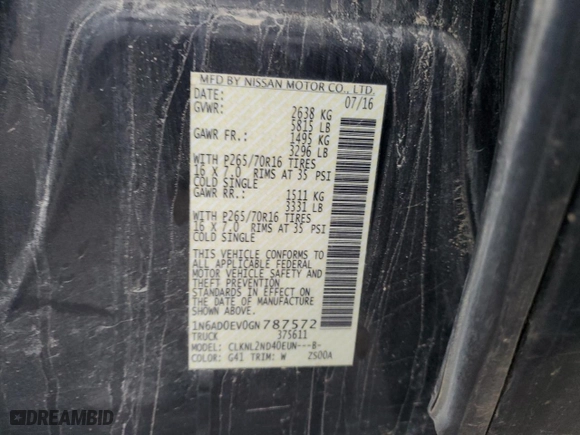 MFD BY NISSAN MOTOR CO., LTD.
DATE: 07/16
GVWR: 2638 KG
5815 LB
GAWR FR.: 1495 KG
3296 LB
WITH P265/70R16 TIRES
16 X 7.0 RIMS AT 35 PSI
COLD SINGLE
GAWR RR.: 1511 KG
3331 LB
WITH P265/70R16 TIRES
16 X 7.0 RIMS AT 35 PSI
COLD SINGLE
THIS VEHICLE CONFORMS TO
ALL APPLICABLE FEDERAL
MOTOR VEHICLE SAFETY AND
THEFT PREVENTION
STANDARDS IN EFFECT ON
THE DATE OF MANUFACTURE
SHOWN ABOVE.
1N6AD0EV0GN787572
TRUCK 375611
MODEL: CLKNL2ND40EUN---B-
COLOR: G41 TRIM: W 2S00A
DREAMBID